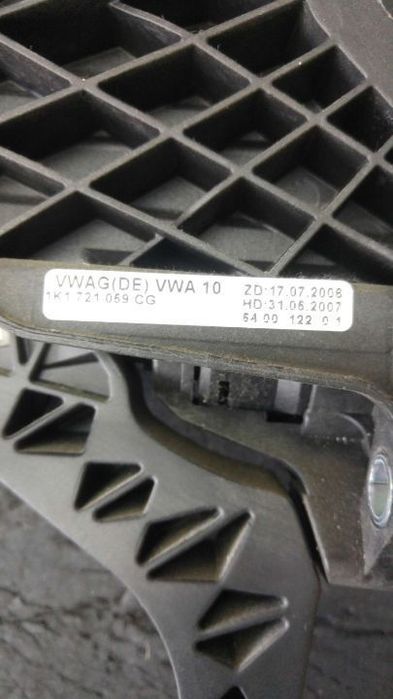 VWAG(DE) VWA 10
1K1 721 059 CG
ZD:17.07.2006
HD:31.05.2007
64 00 122 0 1